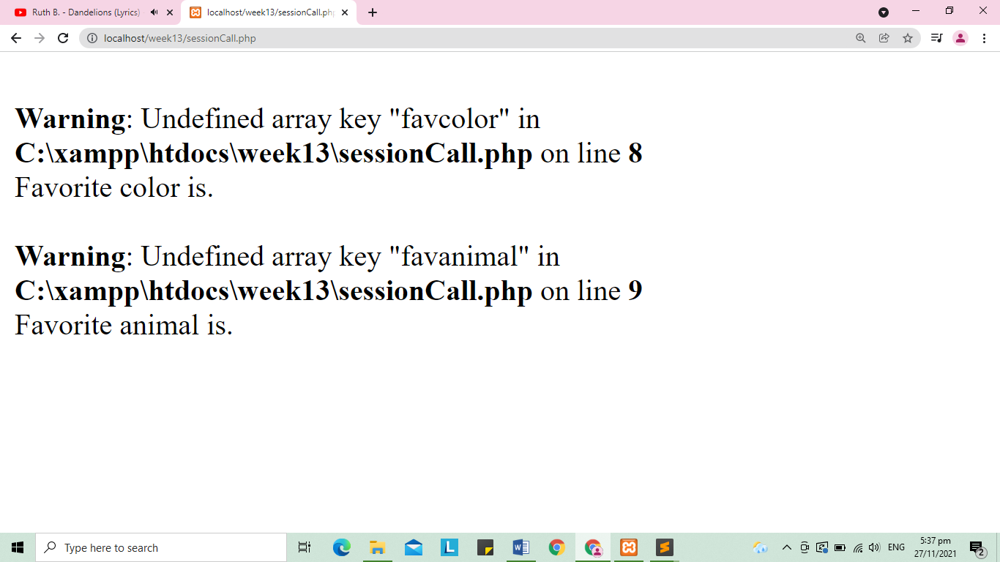 Ruth B. - Dandelions (Lyrics)
localhost/week13/sessionCall.php
localhost/week13/sessionCall.php
Warning: Undefined array key "favcolor" in
C:\xampp\htdocs\week13\sessionCall.php on line 8
Favorite color is.
Warning: Undefined array key "favanimal" in
C:\xampp\htdocs\week13\sessionCall.php on line 9
Favorite animal is.
Type here to search
L
W
ENG
5:37 pm
27/11/2021
2